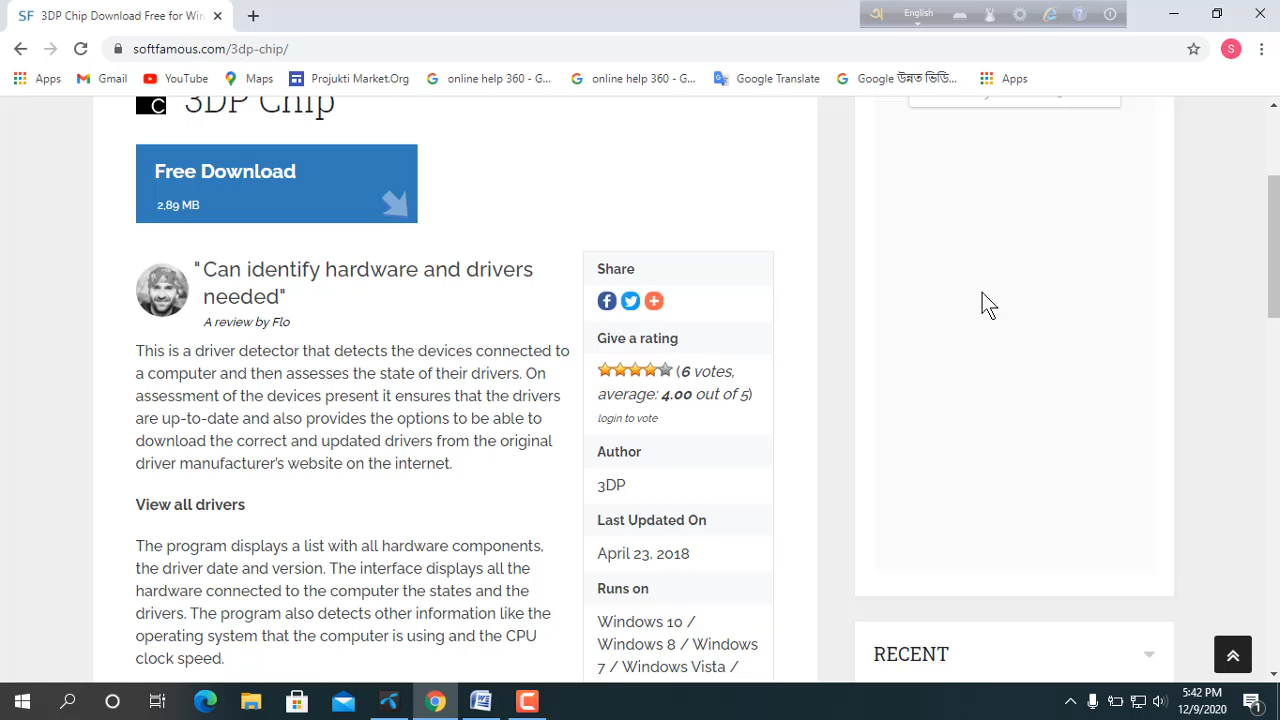 SF 3DP Chip Download Free for Win
English
softfamous.com/3dp-chip/
S
Apps Gmail YouTube Maps Projukti Market.Org online help 360 - G... online help 360 - G... Google Translate Google উন্নত ভিডি... Apps
C 3DP Chip
Free Download
2,89 MB
"Can identify hardware and drivers
needed"
A review by Flo
This is a driver detector that detects the devices connected to
a computer and then assesses the state of their drivers. On
assessment of the devices present it ensures that the drivers
are up-to-date and also provides the options to be able to
download the correct and updated drivers from the original
driver manufacturer's website on the internet.
View all drivers
The program displays a list with all hardware components,
the driver date and version. The interface displays all the
hardware connected to the computer the states and the
drivers. The program also detects other information like the
operating system that the computer is using and the CPU
clock speed.
Share
Give a rating
(6 votes,
average: 4.00 out of 5)
login to vote
Author
3DP
Last Updated On
April 23, 2018
Runs on
Windows 10 /
Windows 8 / Windows
7 / Windows Vista /
RECENT
5:42 PM
12/9/2020
1